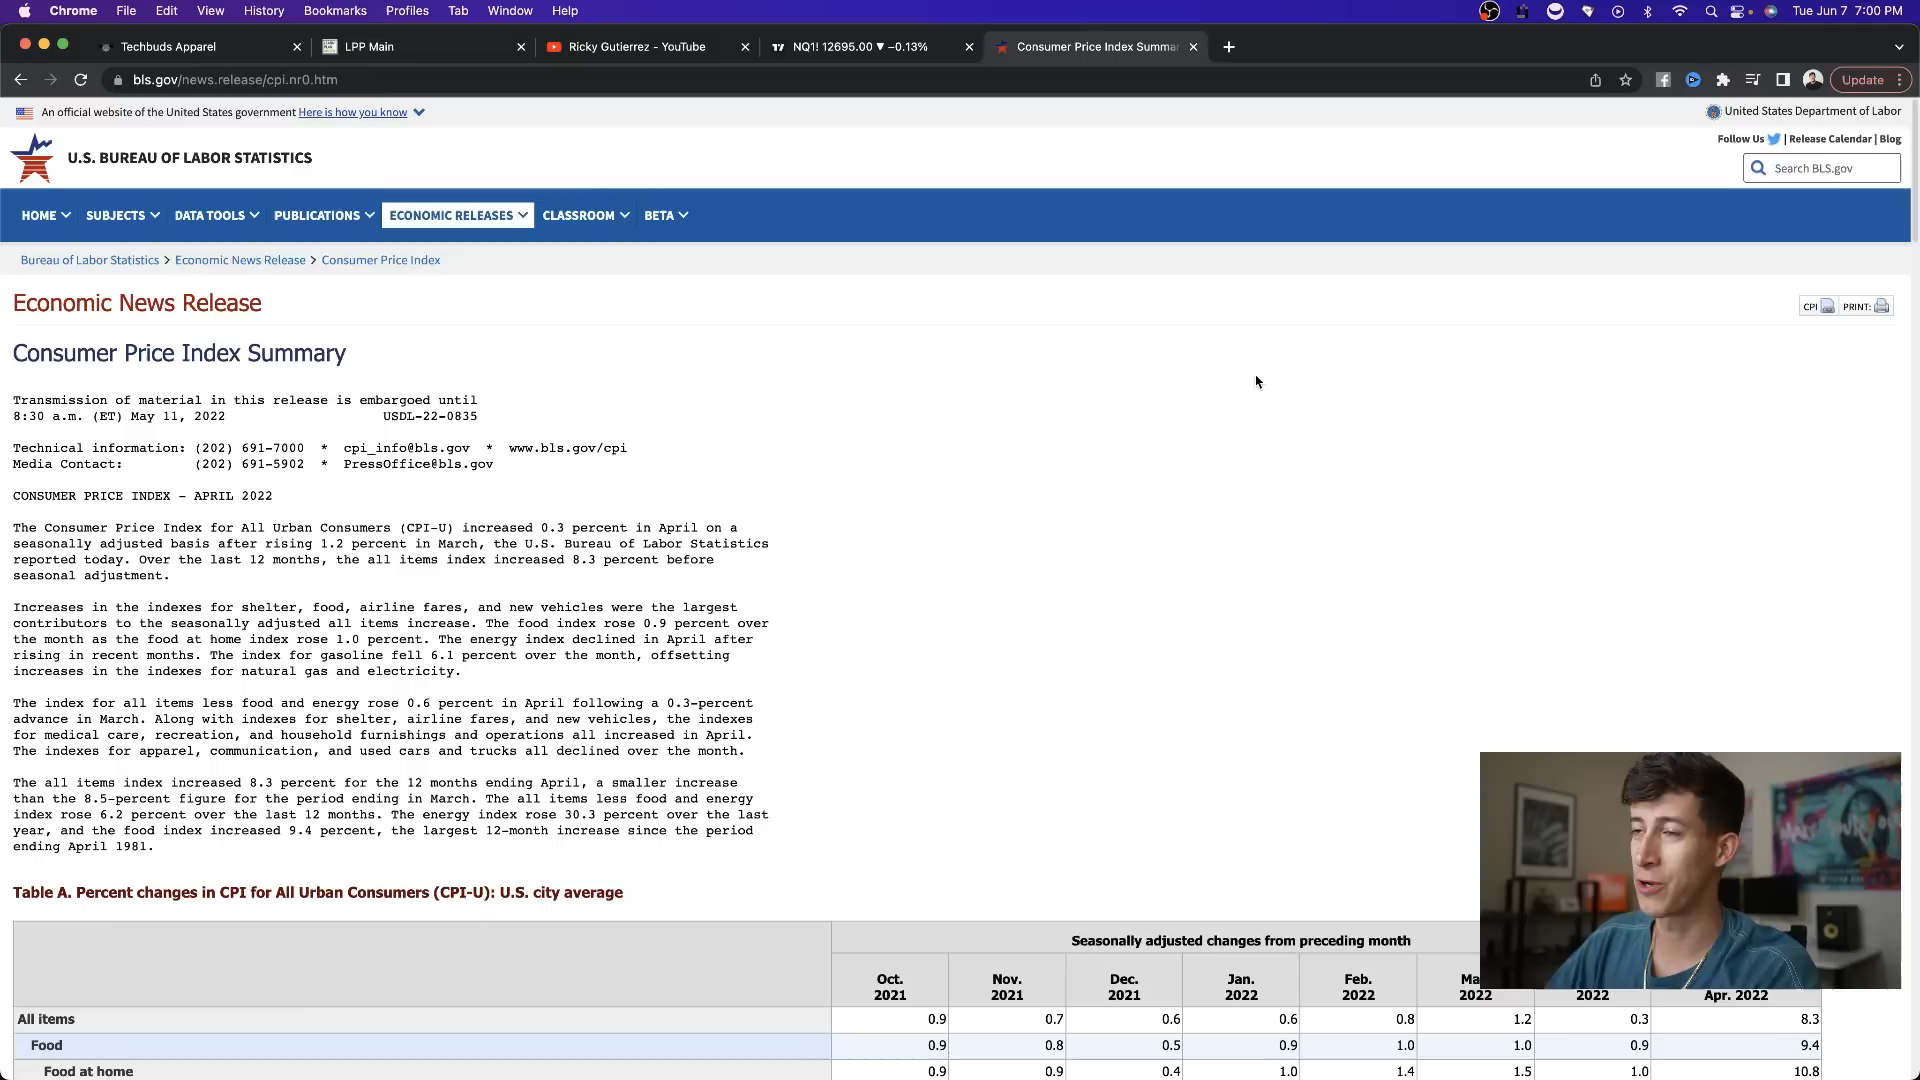 Chrome File Edit View History Bookmarks Profiles Tab Window Help Tue Jun 7 7:00 PM
Techbuds Apparel LPP Main Ricky Gutierrez - YouTube NQ1! 12695.00 ▼ −0.13% Consumer Price Index Summa
bls.gov/news.release/cpi.nr0.htm Update
An official website of the United States government Here is how you know United States Department of Labor
Follow Us | Release Calendar | Blog
U.S. BUREAU OF LABOR STATISTICS
Search BLS.gov
HOME SUBJECTS DATA TOOLS PUBLICATIONS ECONOMIC RELEASES CLASSROOM BETA
Bureau of Labor Statistics > Economic News Release > Consumer Price Index
Economic News Release
CPI PRINT:
Consumer Price Index Summary
Transmission of material in this release is embargoed until
8:30 a.m. (ET) May 11, 2022 USDL-22-0835
Technical information: (202) 691-7000 * cpi_info@bls.gov * www.bls.gov/cpi
Media Contact: (202) 691-5902 * PressOffice@bls.gov
CONSUMER PRICE INDEX – APRIL 2022
The Consumer Price Index for All Urban Consumers (CPI-U) increased 0.3 percent in April on a
seasonally adjusted basis after rising 1.2 percent in March, the U.S. Bureau of Labor Statistics
reported today. Over the last 12 months, the all items index increased 8.3 percent before
seasonal adjustment.
Increases in the indexes for shelter, food, airline fares, and new vehicles were the largest
contributors to the seasonally adjusted all items increase. The food index rose 0.9 percent over
the month as the food at home index rose 1.0 percent. The energy index declined in April after
rising in recent months. The index for gasoline fell 6.1 percent over the month, offsetting
increases in the indexes for natural gas and electricity.
The index for all items less food and energy rose 0.6 percent in April following a 0.3-percent
advance in March. Along with indexes for shelter, airline fares, and new vehicles, the indexes
for medical care, recreation, and household furnishings and operations all increased in April.
The indexes for apparel, communication, and used cars and trucks all declined over the month.
The all items index increased 8.3 percent for the 12 months ending April, a smaller increase
than the 8.5-percent figure for the period ending in March. The all items less food and energy
index rose 6.2 percent over the last 12 months. The energy index rose 30.3 percent over the last
year, and the food index increased 9.4 percent, the largest 12-month increase since the period
ending April 1981.
Table A. Percent changes in CPI for All Urban Consumers (CPI-U): U.S. city average
Seasonally adjusted changes from preceding month
Oct. Nov. Dec. Jan. Feb. Ma
2021 2021 2021 2022 2022 2022 2022 Apr. 2022
All items 0.9 0.7 0.6 0.6 0.8 1.2 0.3 8.3
Food 0.9 0.8 0.5 0.9 1.0 1.0 0.9 9.4
Food at home 0.9 0.9 0.4 1.0 1.4 1.5 1.0 10.8